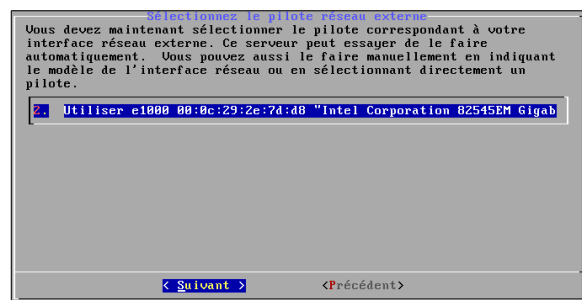 Sélectionnez le pilote réseau externe
Vous devez maintenant sélectionner le pilote correspondant à votre
interface réseau externe. Ce serveur peut essayer de le faire
automatiquement.  Vous pouvez aussi le faire manuellement en indiquant
le modèle de l'interface réseau ou en sélectionnant directement un
pilote.
2.  Utiliser e1000 00:0c:29:2e:7d:d8 "Intel Corporation 82545EM Gigab
< Suivant >    <Précédent>